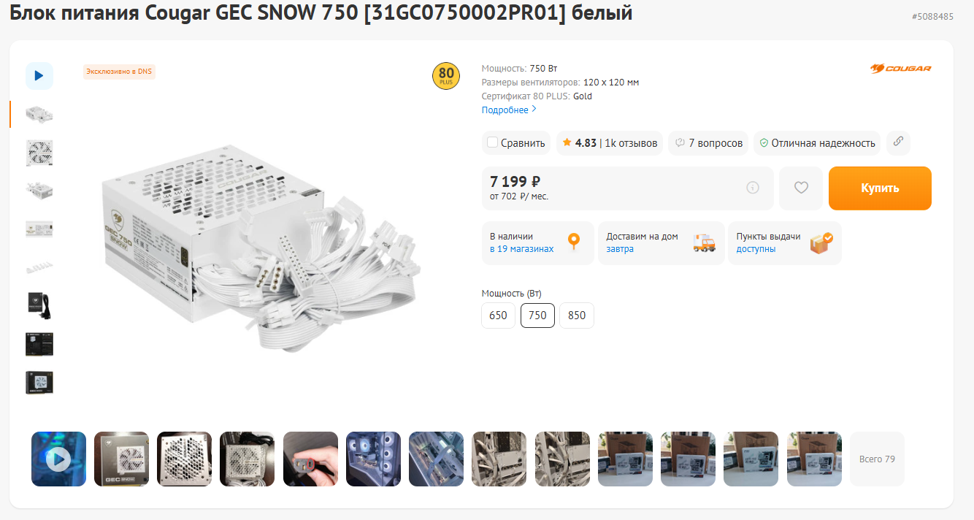 Блок питания Cougar GEC SNOW 750 [31GC0750002PR01] белый
#5088485
Эксклюзивно в DNS
80
PLUS
Мощность: 750 Вт
Размеры вентиляторов: 120 x 120 мм
Сертификат 80 PLUS: Gold
Подробнее
COUGAR
Сравнить
4.83 | 1k отзывов
7 вопросов
Отличная надежность
7 199 ₽
от 702 ₽/ мес.
Купить
В наличии
в 19 магазинах
Доставим на дом
завтра
Пункты выдачи
доступны
Мощность (Вт)
650
750
850
GEC 750
Всего 79